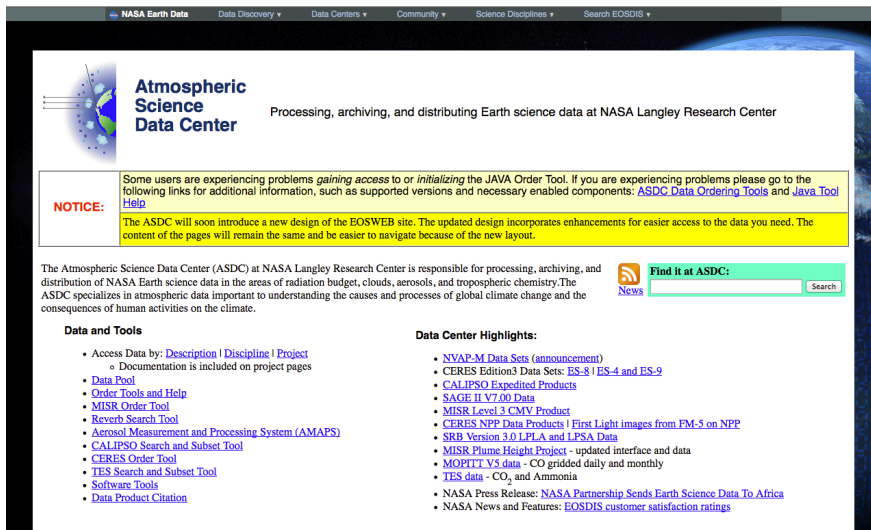 NASA Earth Data Data Discovery ▾ Data Centers ▾ Community ▾ Science Disciplines ▾ Search EOSDIS ▾
Atmospheric
Science
Data Center
Processing, archiving, and distributing Earth science data at NASA Langley Research Center
NOTICE:
Some users are experiencing problems gaining access to or initializing the JAVA Order Tool. If you are experiencing problems please go to the
following links for additional information, such as supported versions and necessary enabled components: ASDC Data Ordering Tools and Java Tool
Help
The ASDC will soon introduce a new design of the EOSWEB site. The updated design incorporates enhancements for easier access to the data you need. The
content of the pages will remain the same and be easier to navigate because of the new layout.
The Atmospheric Science Data Center (ASDC) at NASA Langley Research Center is responsible for processing, archiving, and
distribution of NASA Earth science data in the areas of radiation budget, clouds, aerosols, and tropospheric chemistry.The
ASDC specializes in atmospheric data important to understanding the causes and processes of global climate change and the
consequences of human activities on the climate.
News
Find it at ASDC:
Search
Data and Tools
• Access Data by: Description | Discipline | Project
◦ Documentation is included on project pages
• Data Pool
• Order Tools and Help
• MISR Order Tool
• Reverb Search Tool
• Aerosol Measurement and Processing System (AMAPS)
• CALIPSO Search and Subset Tool
• CERES Order Tool
• TES Search and Subset Tool
• Software Tools
• Data Product Citation
Data Center Highlights:
• NVAP-M Data Sets (announcement)
• CERES Edition3 Data Sets: ES-8 | ES-4 and ES-9
• CALIPSO Expedited Products
• SAGE II V7.00 Data
• MISR Level 3 CMV Product
• CERES NPP Data Products | First Light images from FM-5 on NPP
• SRB Version 3.0 LPLA and LPSA Data
• MISR Plume Height Project - updated interface and data
• MOPITT V5 data - CO gridded daily and monthly
• TES data - CO2 and Ammonia
• NASA Press Release: NASA Partnership Sends Earth Science Data To Africa
• NASA News and Features: EOSDIS customer satisfaction ratings